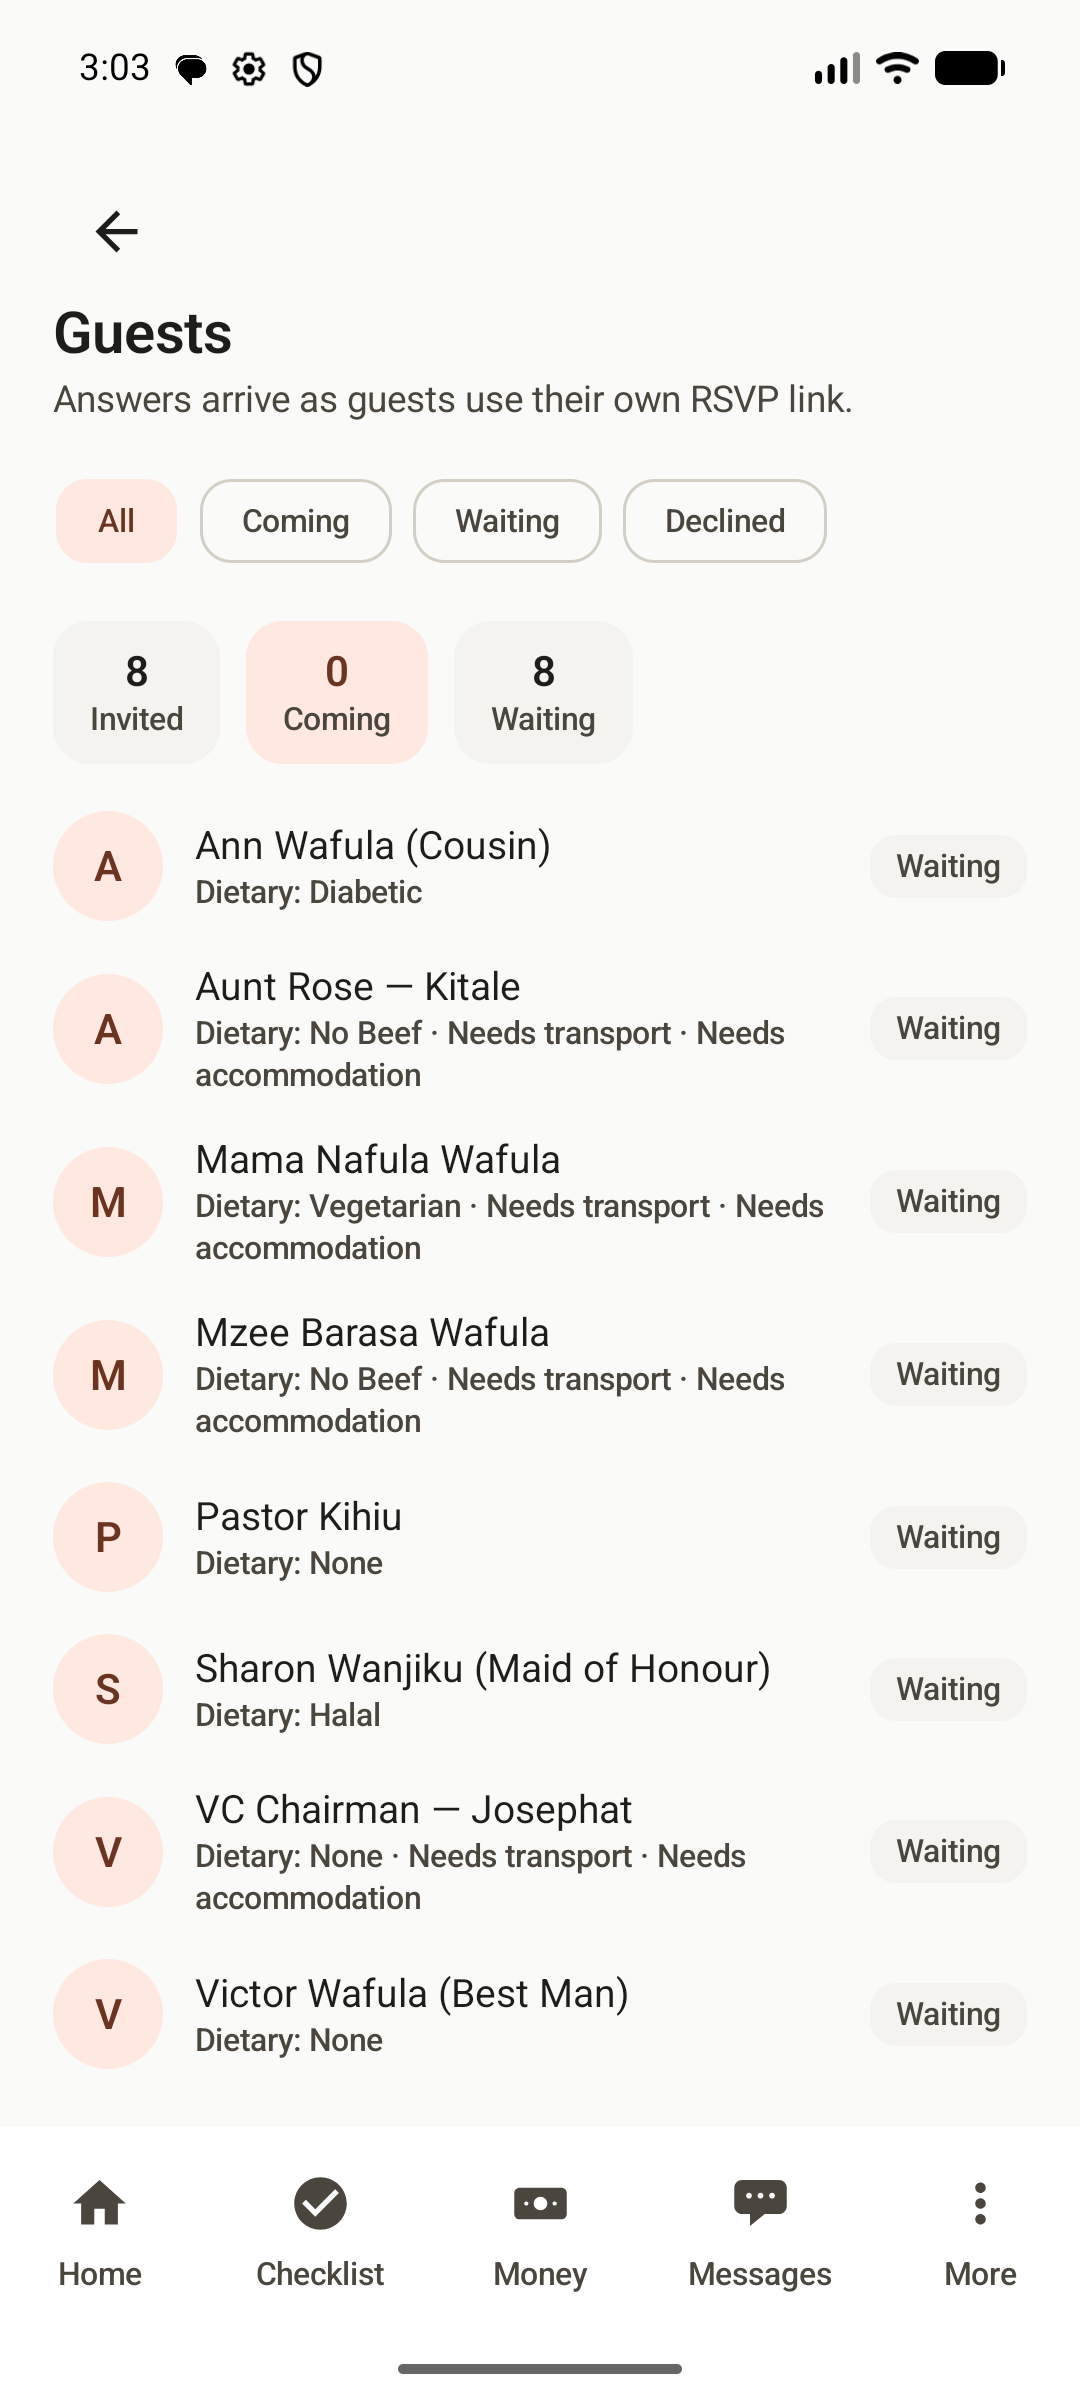 3:03
Guests
Answers arrive as guests use their own RSVP link.
All
Coming
Waiting
Declined
8
Invited
0
Coming
8
Waiting
A
Ann Wafula (Cousin)
Dietary: Diabetic
Waiting
A
Aunt Rose — Kitale
Dietary: No Beef · Needs transport · Needs
accommodation
Waiting
M
Mama Nafula Wafula
Dietary: Vegetarian · Needs transport · Needs
accommodation
Waiting
M
Mzee Barasa Wafula
Dietary: No Beef · Needs transport · Needs
accommodation
Waiting
P
Pastor Kihiu
Dietary: None
Waiting
S
Sharon Wanjiku (Maid of Honour)
Dietary: Halal
Waiting
V
VC Chairman — Josephat
Dietary: None · Needs transport · Needs
accommodation
Waiting
V
Victor Wafula (Best Man)
Dietary: None
Waiting
Home
Checklist
Money
Messages
More